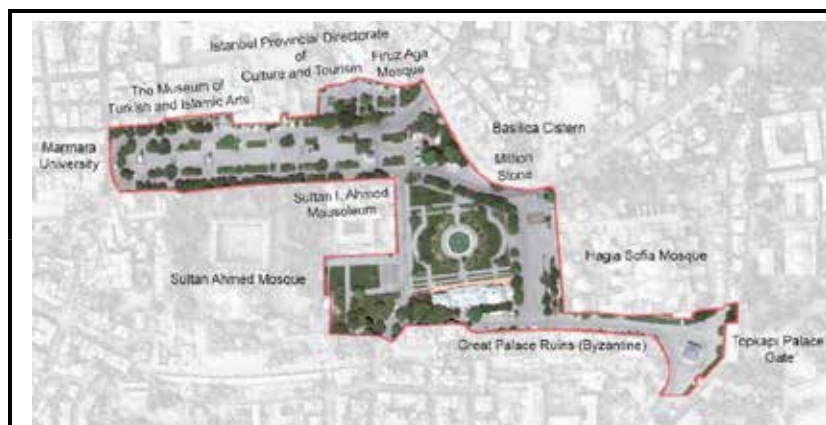 Istanbul Provincial Directorate
of
Culture and Tourism
Firuz Aga
Mosque
The Museum of
Turkish and Islamic Arts
Marmara
University
Basilica Cistern
Million
Stone
Sultan I. Ahmed
Mausoleum
Sultan Ahmed Mosque
Hagia Sofia Mosque
Great Palace Ruins (Byzantine)
Topkapi Palace
Gate